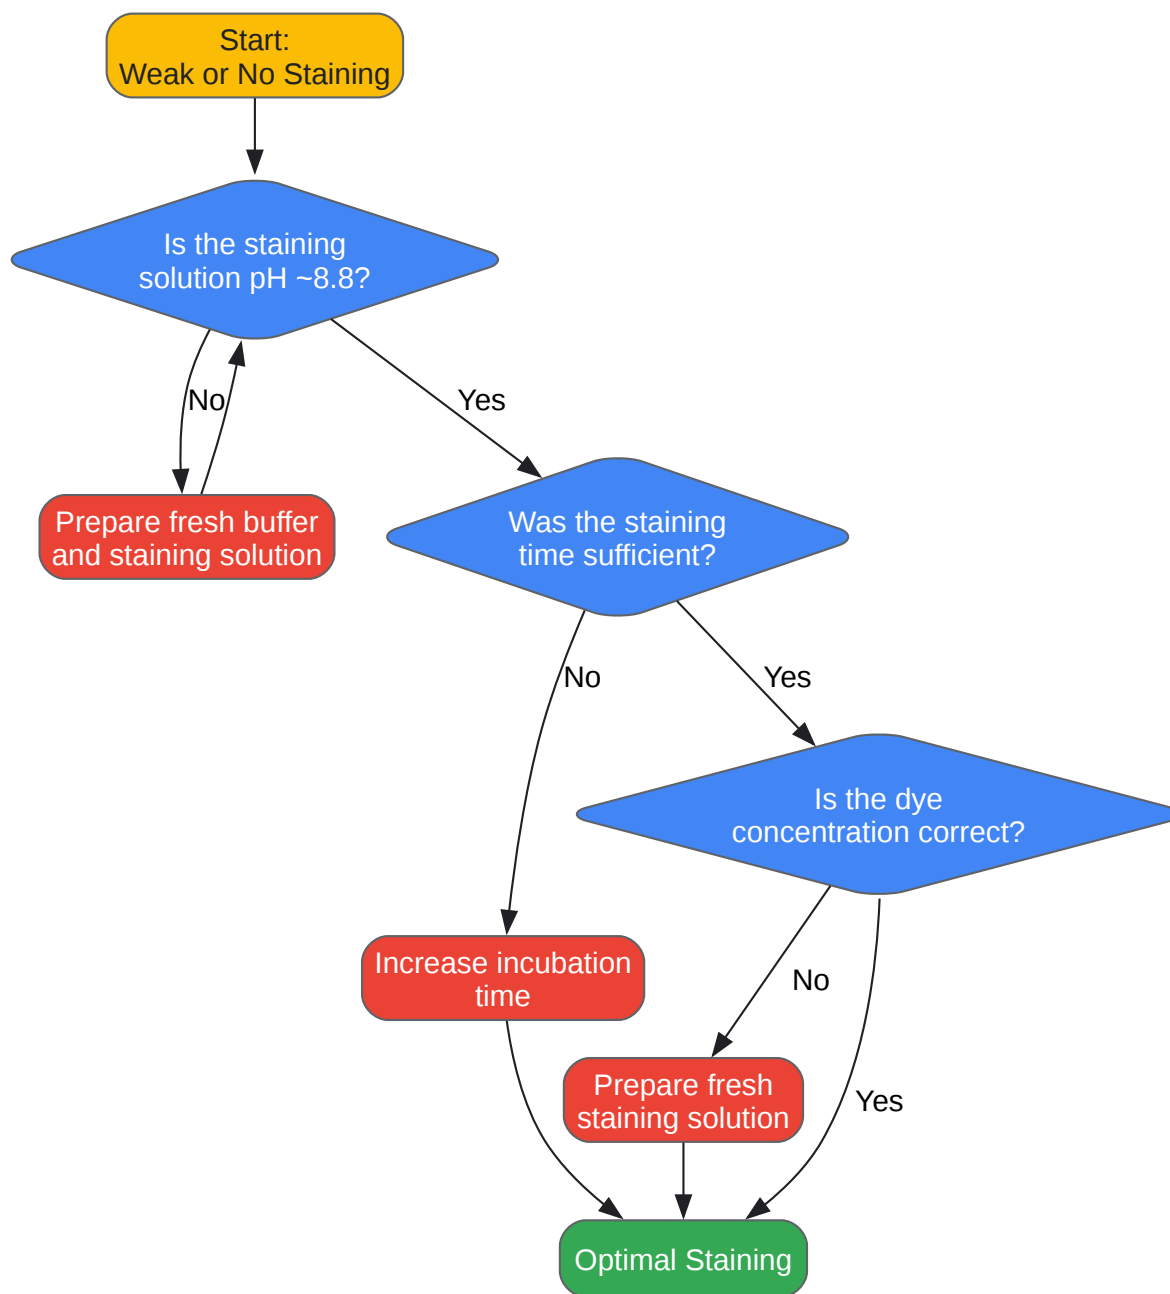 Start:
Weak or No Staining
Is the staining
solution pH ~8.8?
No
Yes
Prepare fresh buffer
and staining solution
Was the staining
time sufficient?
No
Yes
Is the dye
concentration correct?
Increase incubation
time
No
Prepare fresh
staining solution
Yes
Optimal Staining